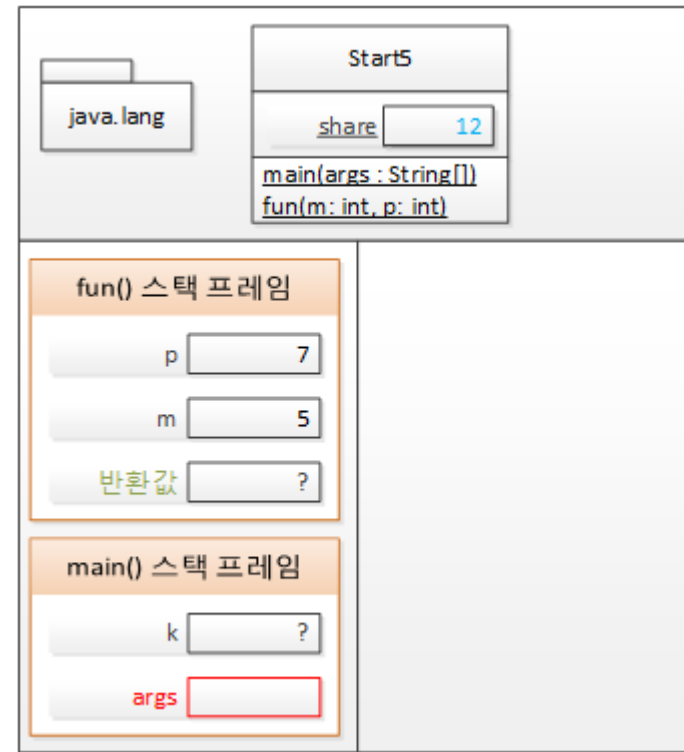 java.lang
Start5
share 12
main(args : String[])
fun(m: int, p: int)
fun() 스택 프레임
p 7
m 5
반환값 ?
main() 스택 프레임
k ?
args